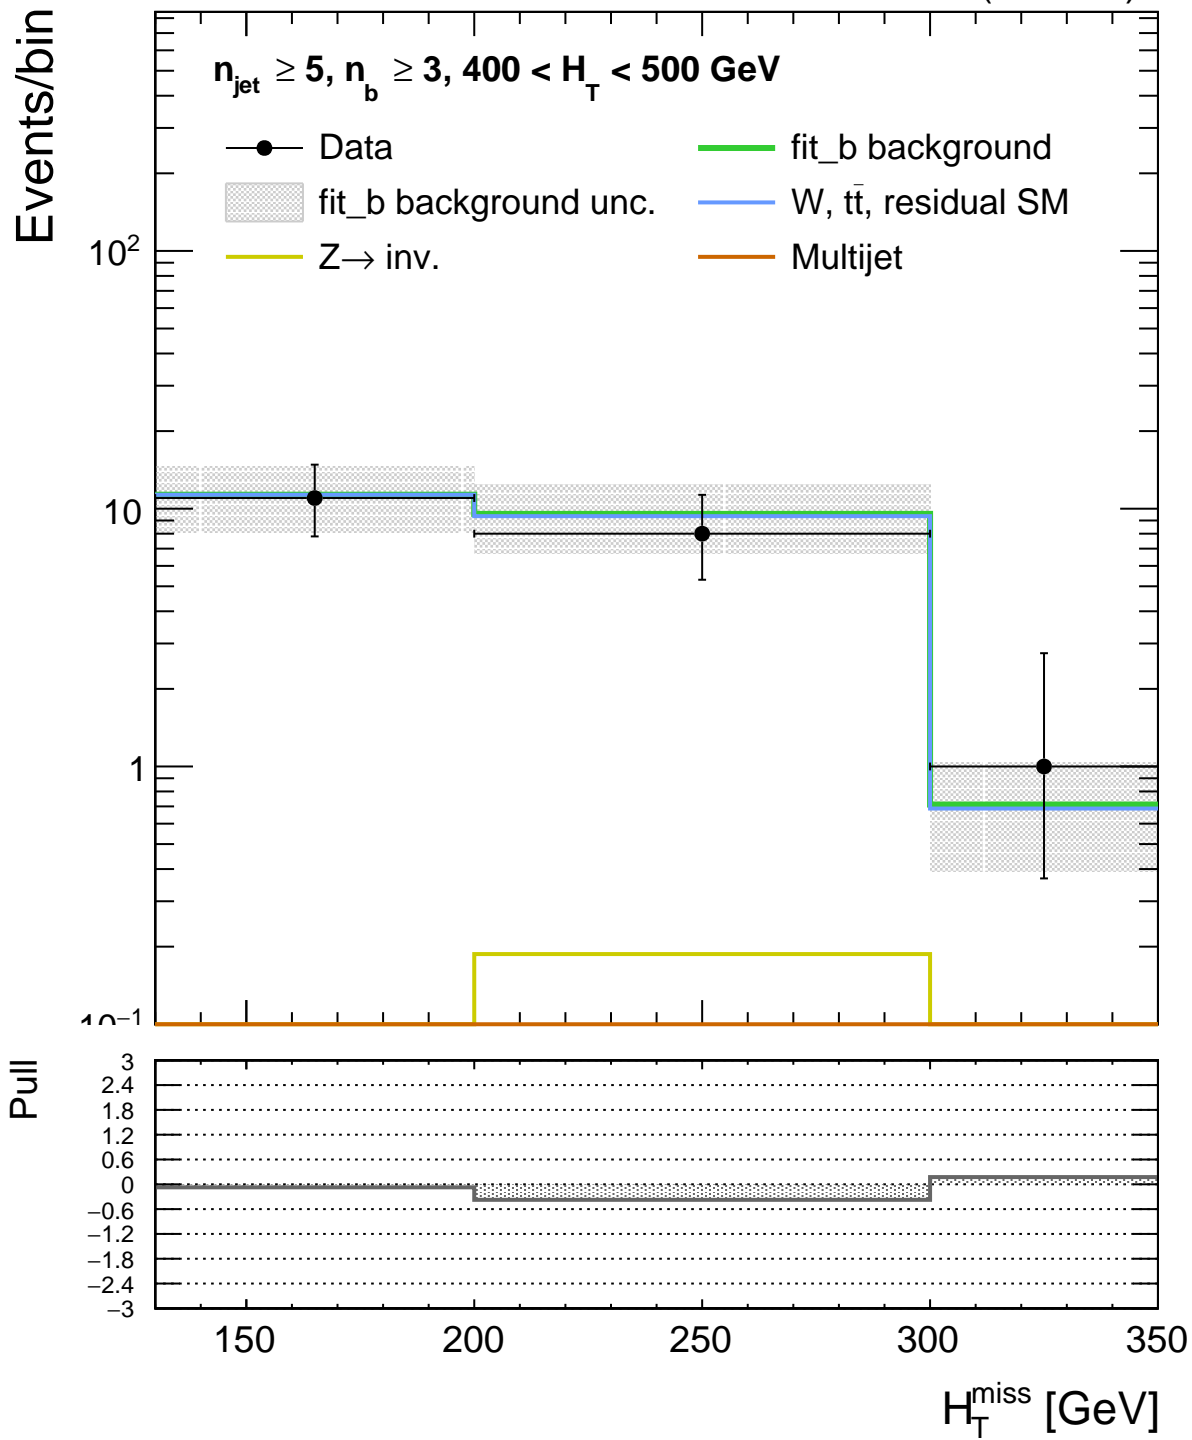 Events/bin
n_jet ≥ 5, n_b ≥ 3, 400 < H_T < 500 GeV
Data
fit_b background
fit_b background unc.
W, tt̄, residual SM
Z→ inv.
Multijet
10²
10
1
10⁻¹
Pull
3
2.4
1.8
1.2
0.6
0
−0.6
−1.2
−1.8
−2.4
−3
150 200 250 300 350
H_T^miss [GeV]